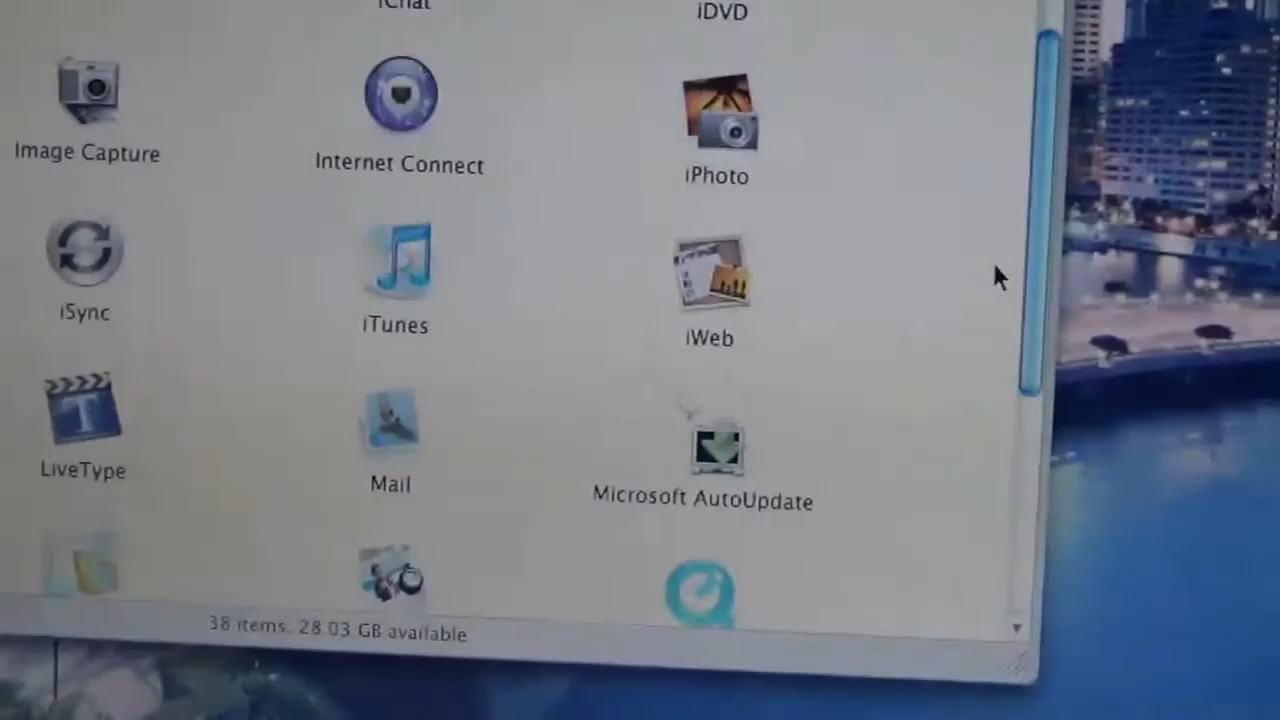 iChat
iDVD
Image Capture
Internet Connect
iPhoto
iSync
iTunes
iWeb
LiveType
Mail
Microsoft AutoUpdate
38 items, 28.03 GB available